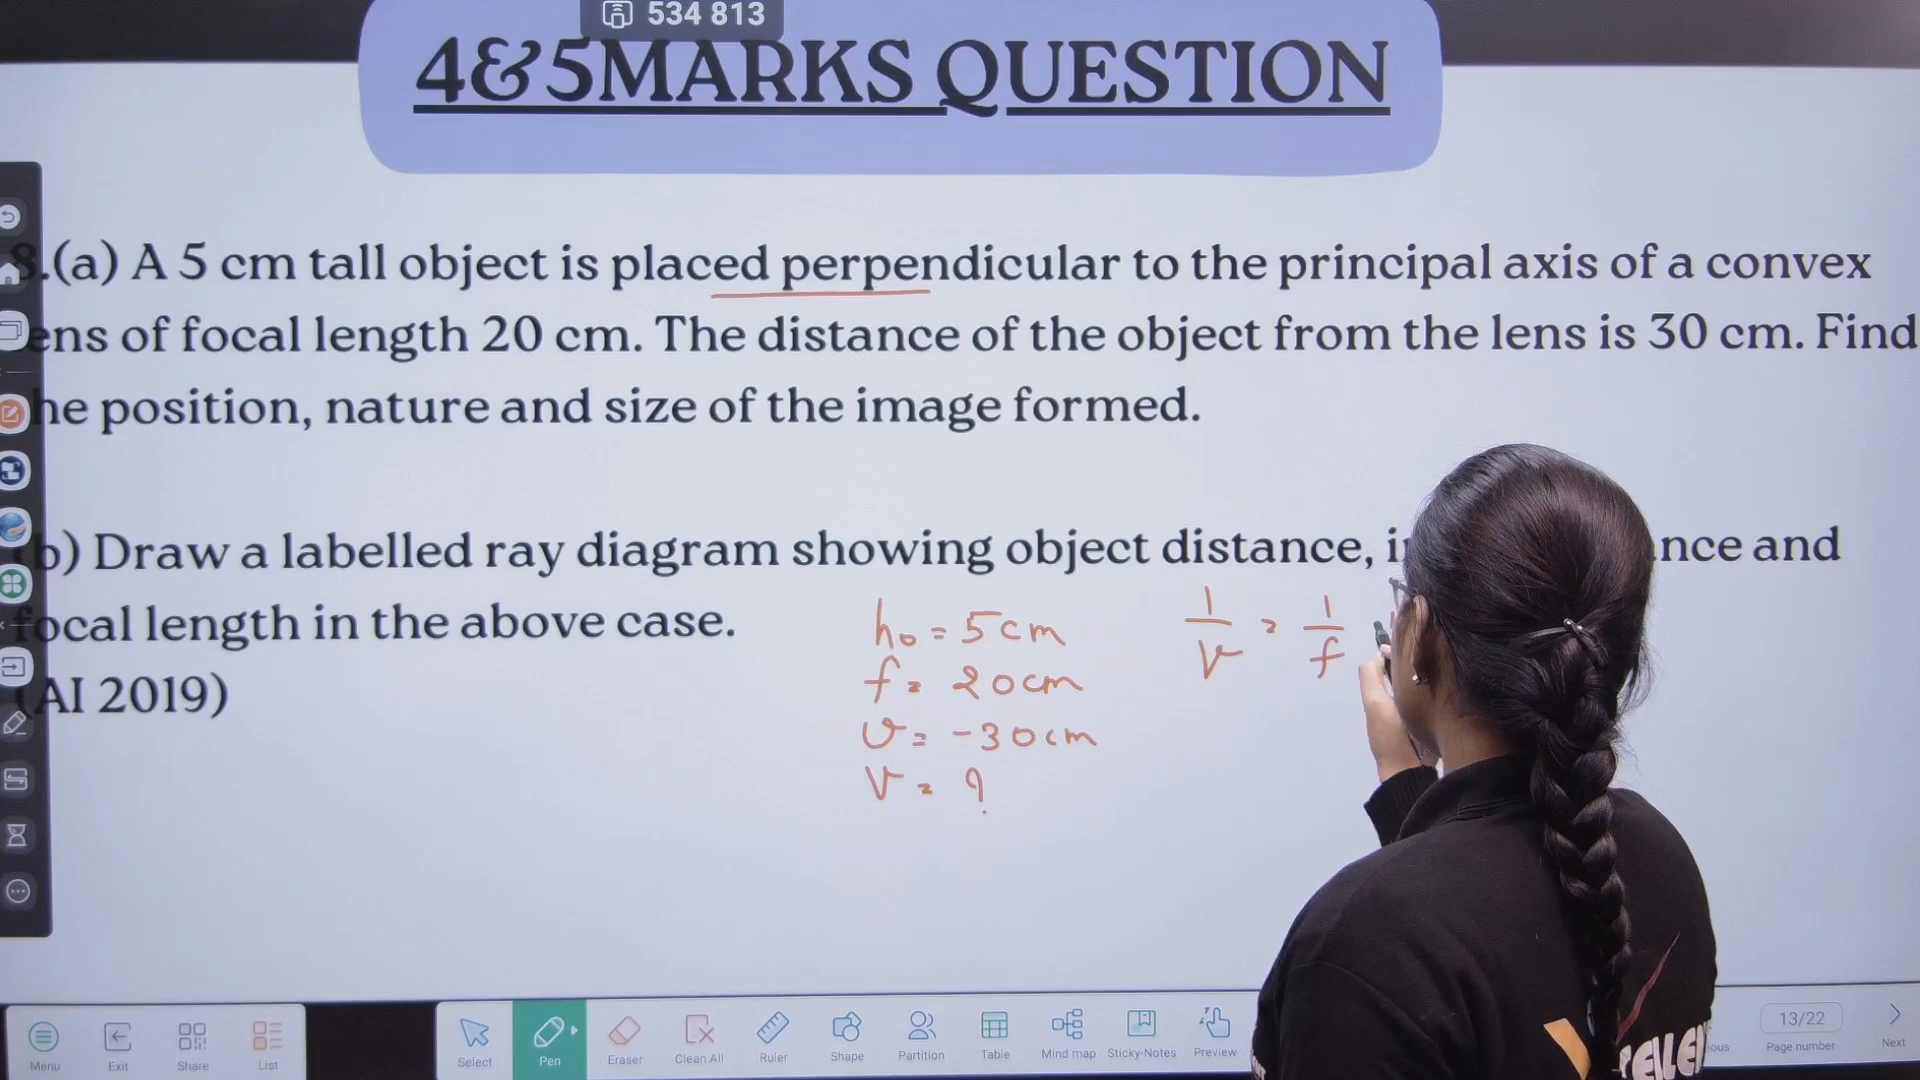 534 813
4&5MARKS QUESTION
8.(a) A 5 cm tall object is placed perpendicular to the principal axis of a convex
ens of focal length 20 cm. The distance of the object from the lens is 30 cm. Find
he position, nature and size of the image formed.
b) Draw a labelled ray diagram showing object distance, nce and
focal length in the above case.
(AI 2019)
h₀ = 5cm
f = 20cm
u = -30cm
v = ?
1/v = 1/f
Menu Exit Share List Select Pen Eraser Clean All Ruler Shape Partition Table Mind map Sticky-Notes Preview
13/22
Page number
Next